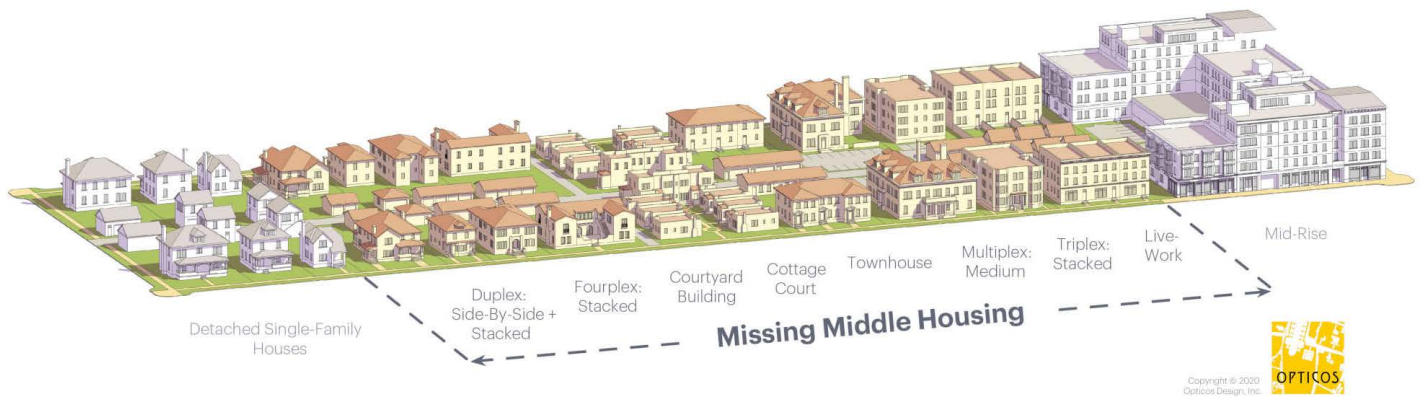 Detached Single-Family
Houses
Duplex:
Side-By-Side +
Stacked
Fourplex:
Stacked
Courtyard
Building
Cottage
Court
Townhouse
Multiplex:
Medium
Triplex:
Stacked
Live-
Work
Mid-Rise
Missing Middle Housing
Copyright © 2020
Opticos Design, Inc.
OPTICOS